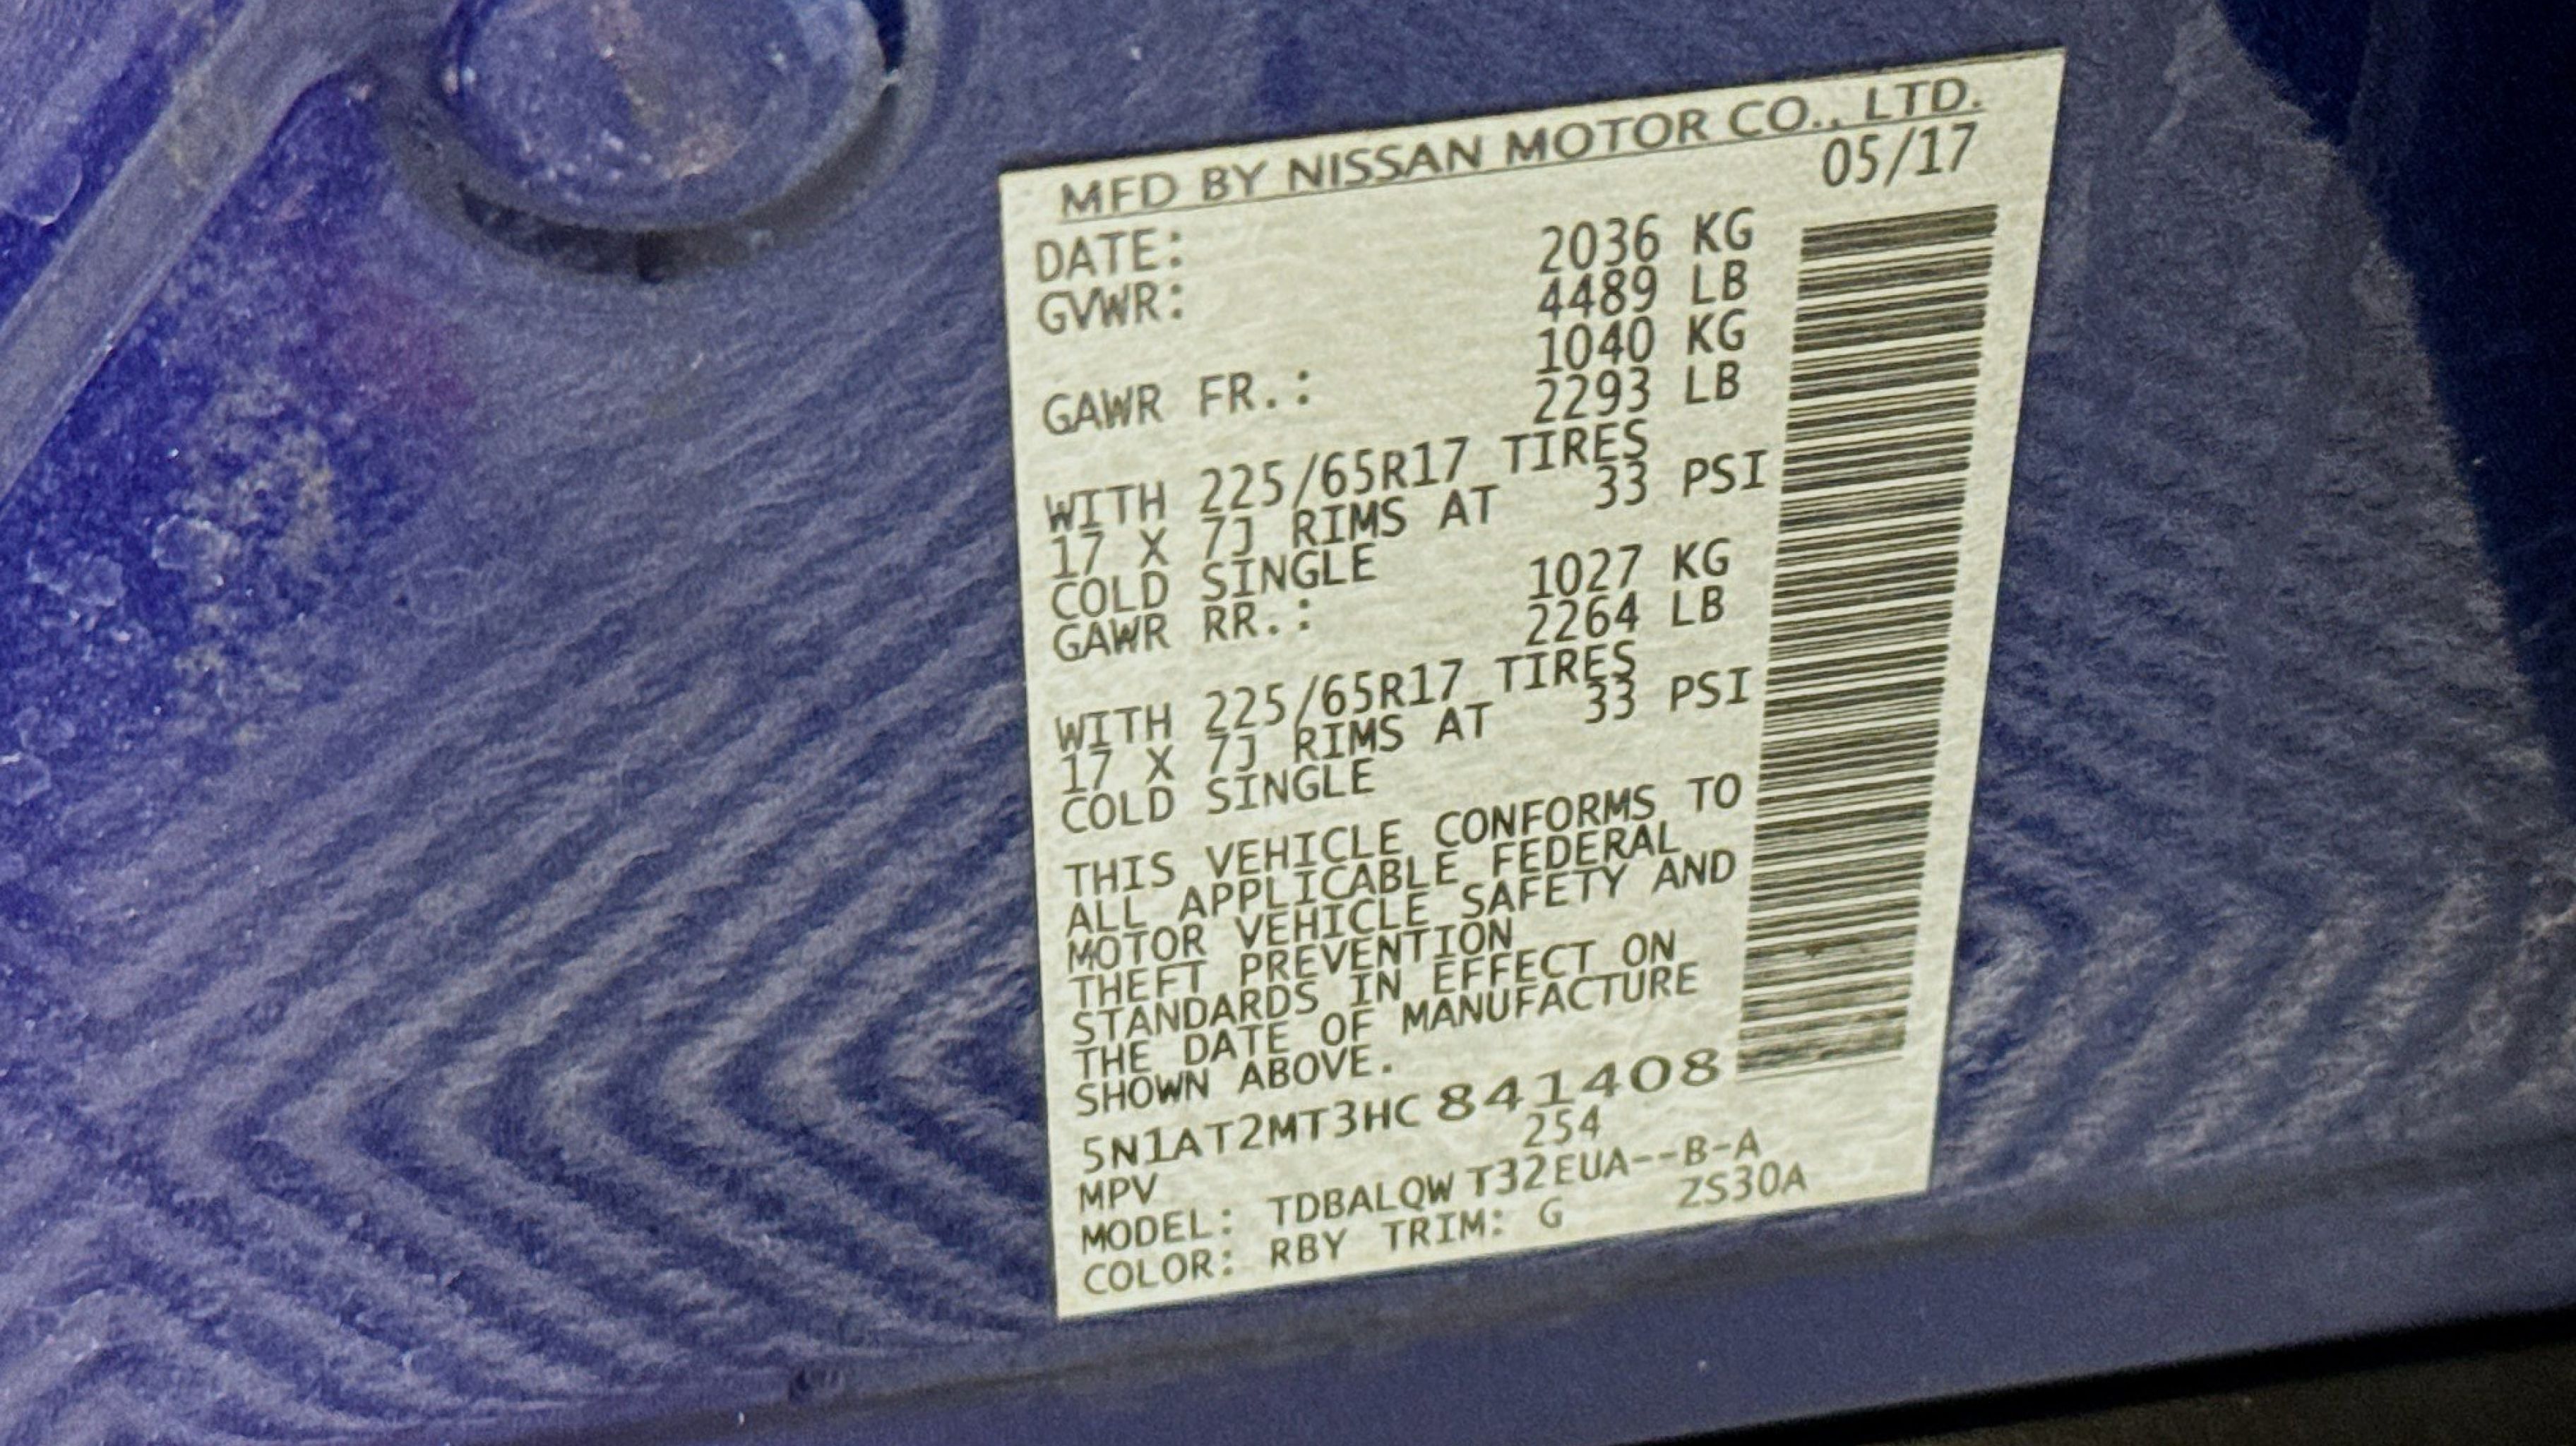 MFD BY NISSAN MOTOR CO., LTD.
DATE: 05/17
GVWR: 2036 KG
4489 LB
GAWR FR.: 1040 KG
2293 LB
WITH 225/65R17 TIRES
17 X 7J RIMS AT 33 PSI
COLD SINGLE
GAWR RR.: 1027 KG
2264 LB
WITH 225/65R17 TIRES
17 X 7J RIMS AT 33 PSI
COLD SINGLE
THIS VEHICLE CONFORMS TO
ALL APPLICABLE FEDERAL
MOTOR VEHICLE SAFETY AND
THEFT PREVENTION
STANDARDS IN EFFECT ON
THE DATE OF MANUFACTURE
SHOWN ABOVE.
5N1AT2MT3HC841408
MPV 254
MODEL: TDBALQW T32EUA--B-A
COLOR: RBY TRIM: G ZS30A